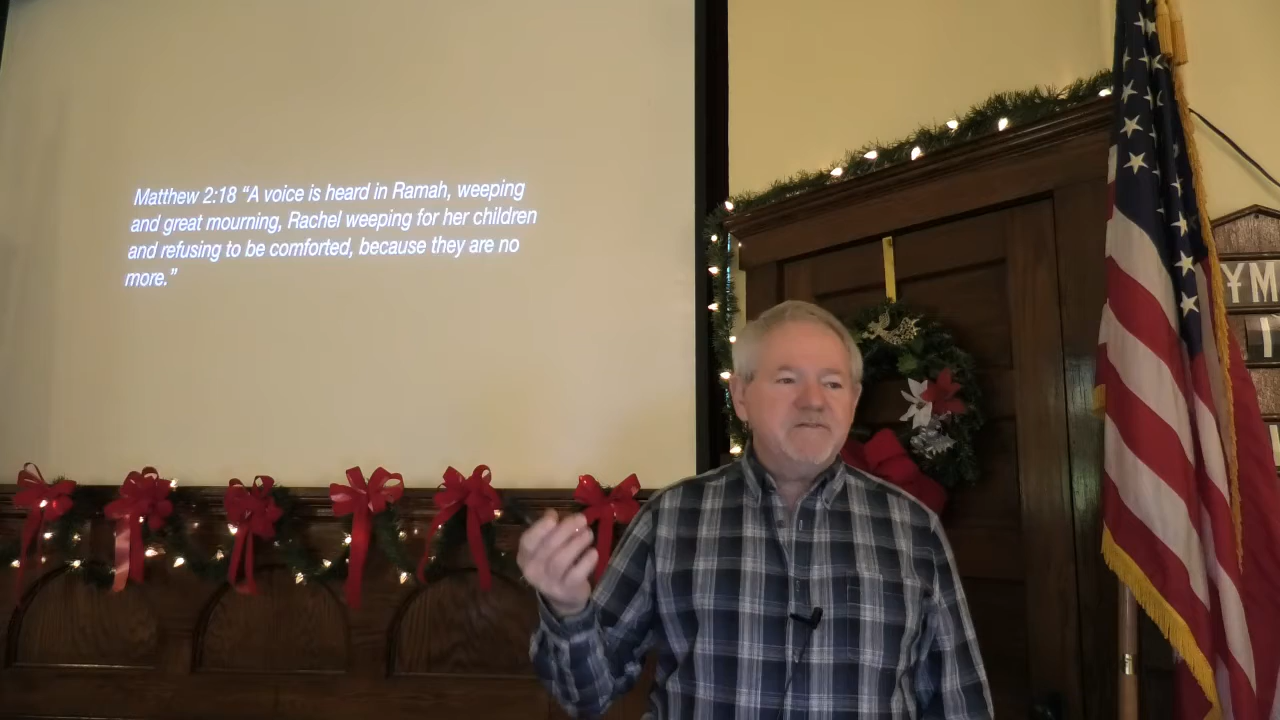 Matthew 2:18 “A voice is heard in Ramah, weeping
and great mourning, Rachel weeping for her children
and refusing to be comforted, because they are no
more.”